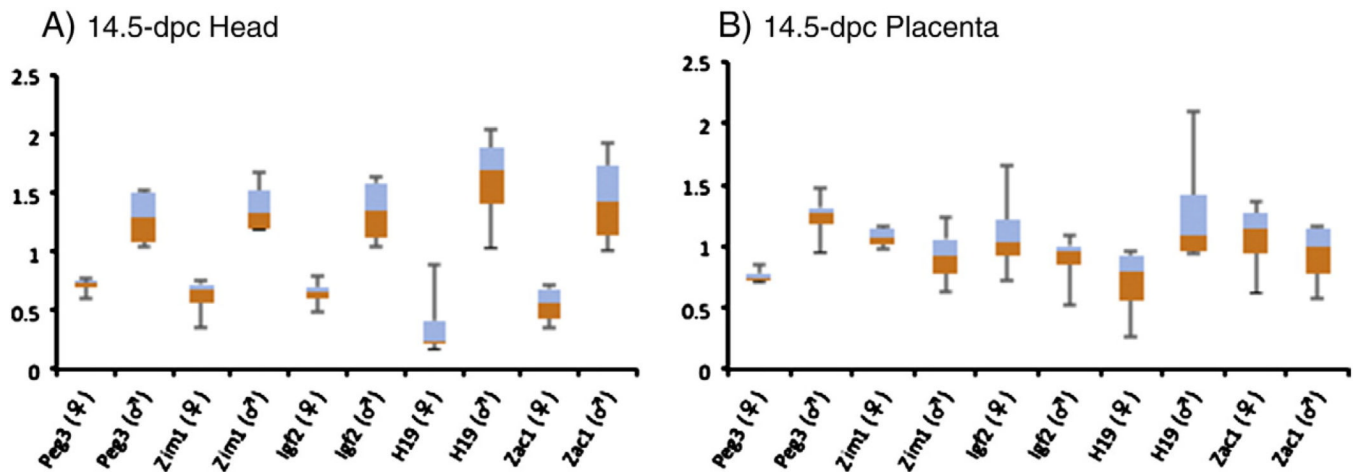 A) 14.5-dpc Head
2.5
2
1.5
1
0.5
0
Peg3 (♀)
Peg3 (♂)
Zim1 (♀)
Zim1 (♂)
Igf2 (♀)
Igf2 (♂)
H19 (♀)
H19 (♂)
Zac1 (♀)
Zac1 (♂)
B) 14.5-dpc Placenta
2.5
2
1.5
1
0.5
0
Peg3 (♀)
Peg3 (♂)
Zim1 (♀)
Zim1 (♂)
Igf2 (♀)
Igf2 (♂)
H19 (♀)
H19 (♂)
Zac1 (♀)
Zac1 (♂)